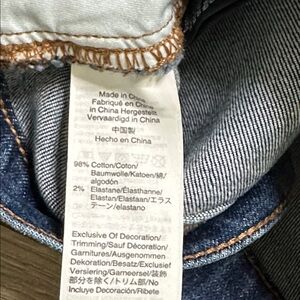 Made in China
Fabriqué en Chine
in China Hergestellt
Vervaardigd in China
中国製
Hecho en China
98% Cotton/Coton/
Baumwolle/Katoen/綿/
algodón
2% Elastane/Élasthanne/
Elastan/Elastaan/エラス
テーン/elastano
Exclusive Of Decoration/
Trimming/Sauf Décoration/
Garnitures/Ausgenommen
Dekoration/Besatz/Exclusief
Versiering/Garneersel/装飾
部分を除く/トリム部/No
Incluye Decoración/Ribete